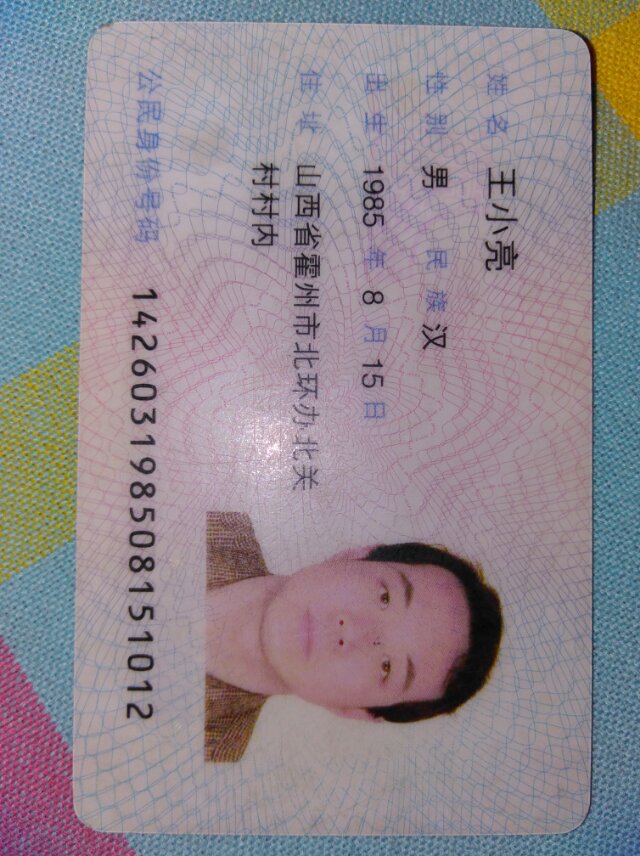 姓名 王小亮
性别 男 民族 汉
出生 1985 年 8 月 15 日
住址 山西省霍州市北环办北关
村村内
公民身份号码 142603198508151012